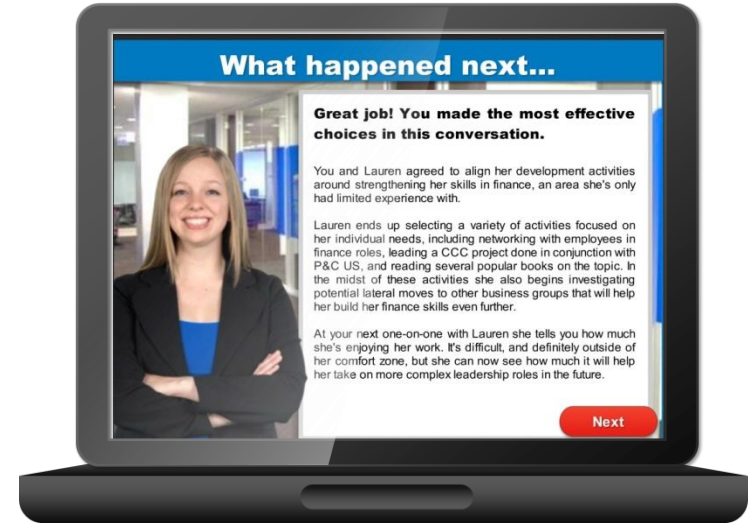 What happened next...
Great job! You made the most effective
choices in this conversation.
You and Lauren agreed to align her development activities
around strengthening her skills in finance, an area she's only
had limited experience with.
Lauren ends up selecting a variety of activities focused on
her individual needs, including networking with employees in
finance roles, leading a CCC project done in conjunction with
P&C US, and reading several popular books on the topic. In
the midst of these activities she also begins investigating
potential lateral moves to other business groups that will help
her build her finance skills even further.
At your next one-on-one with Lauren she tells you how much
she's enjoying her work. It's difficult, and definitely outside of
her comfort zone, but she can now see how much it will help
her take on more complex leadership roles in the future.
Next